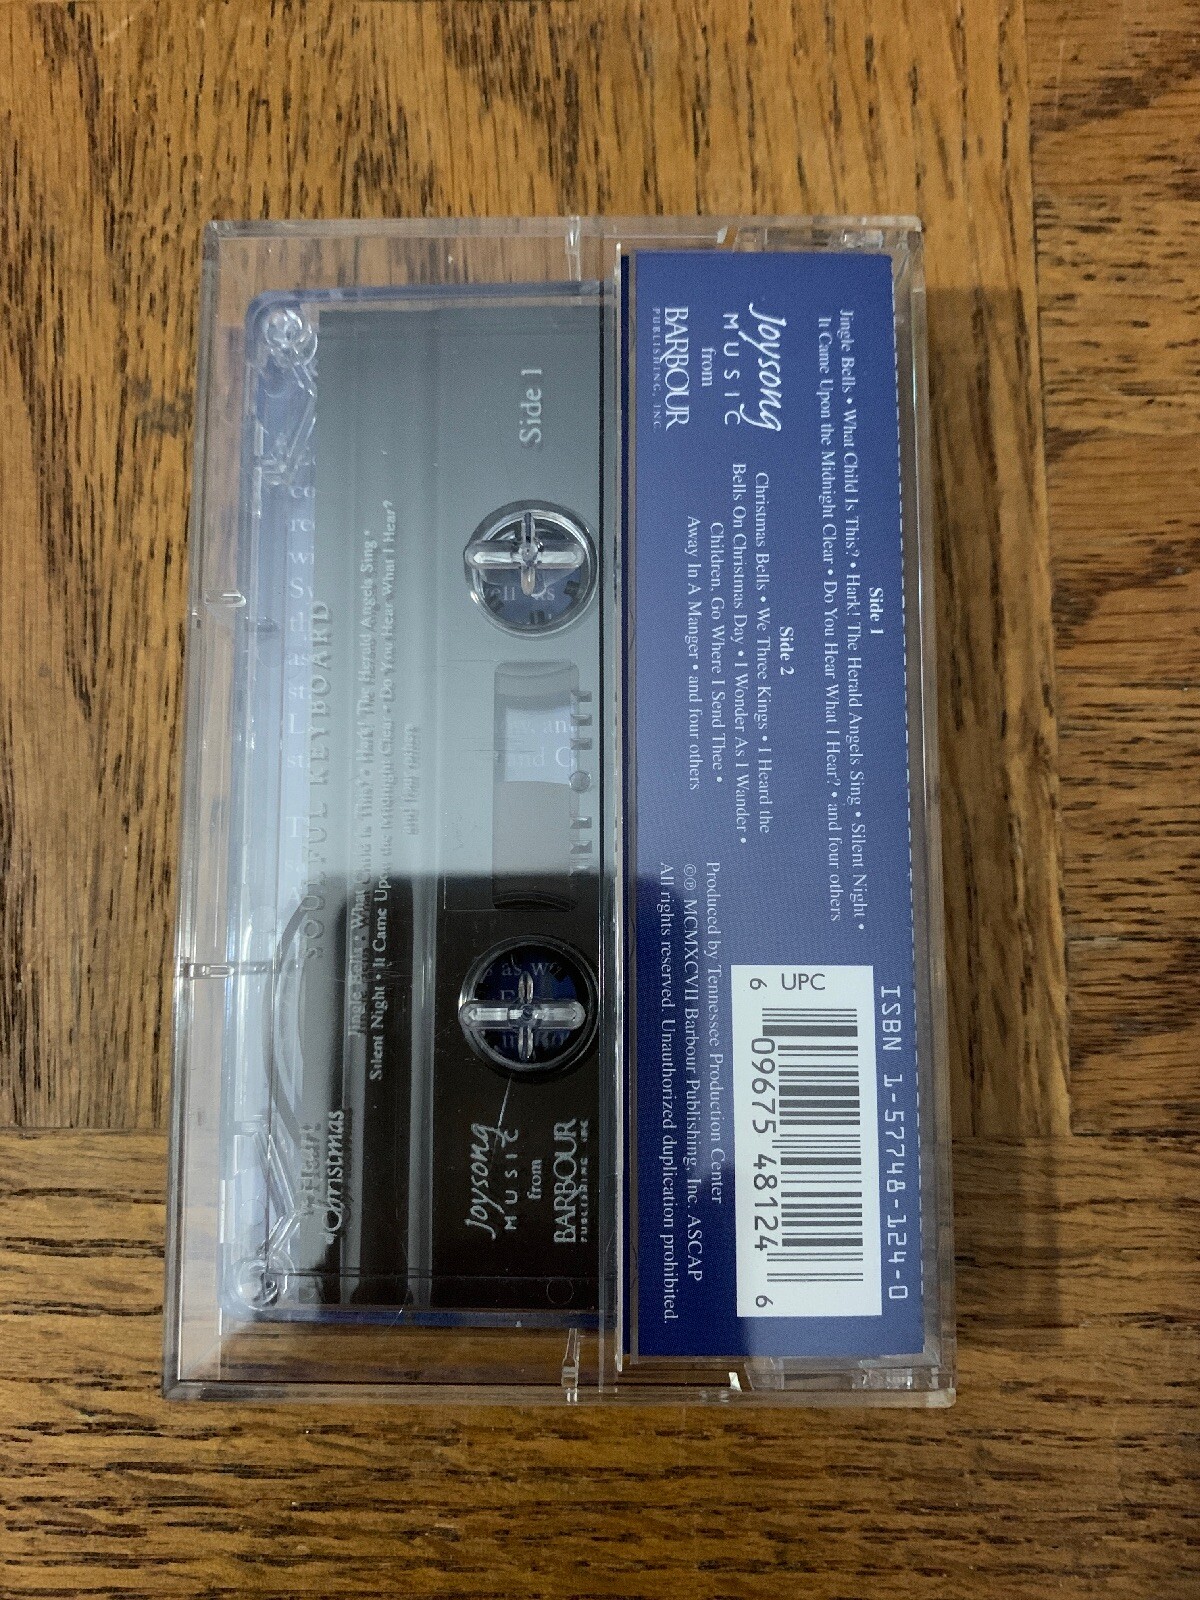 ISBN 1-57748-124-0
Side 1
Jingle Bells • What Child Is This? • Hark! The Herald Angels Sing • Silent Night •
It Came Upon the Midnight Clear • Do You Hear What I Hear? • and four others
Joysong
MUSIC
from
BARBOUR
PUBLISHING, INC
Side 2
Christmas Bells • We Three Kings • I Heard the
Bells On Christmas Day • I Wonder As I Wander •
Children, Go Where I Send Thee •
Away In A Manger • and four others
Produced by Tennessee Production Center
©℗ MCMXCVII Barbour Publishing, Inc. ASCAP
All rights reserved. Unauthorized duplication prohibited.
UPC
6 09675 48124 6
Side 1
Joysong
MUSIC
from
BARBOUR
PUBLISHING, INC
SOULFUL KEYBOARD
Christmas
Jingle Bells • What Child Is This? • Hark! The Herald Angels Sing •
Silent Night • It Came Upon the Midnight Clear • Do You Hear What I Hear?
and four others